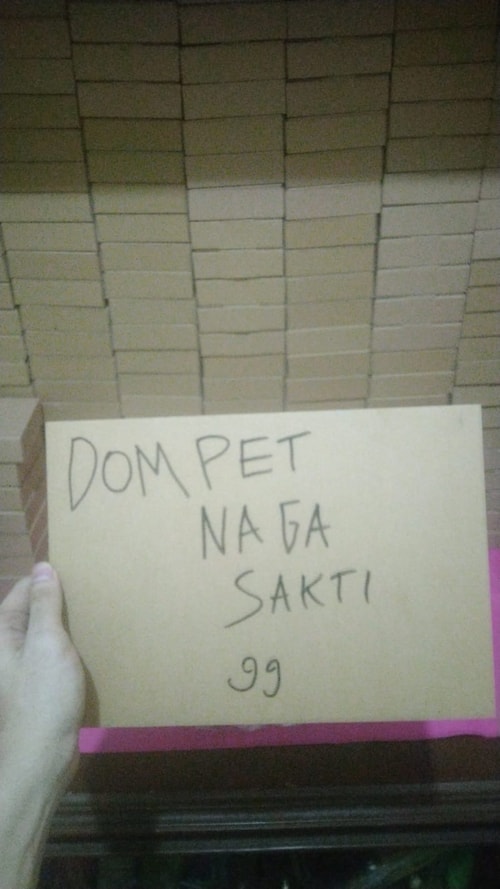 DOMPET
NAGA
SAKTI
99